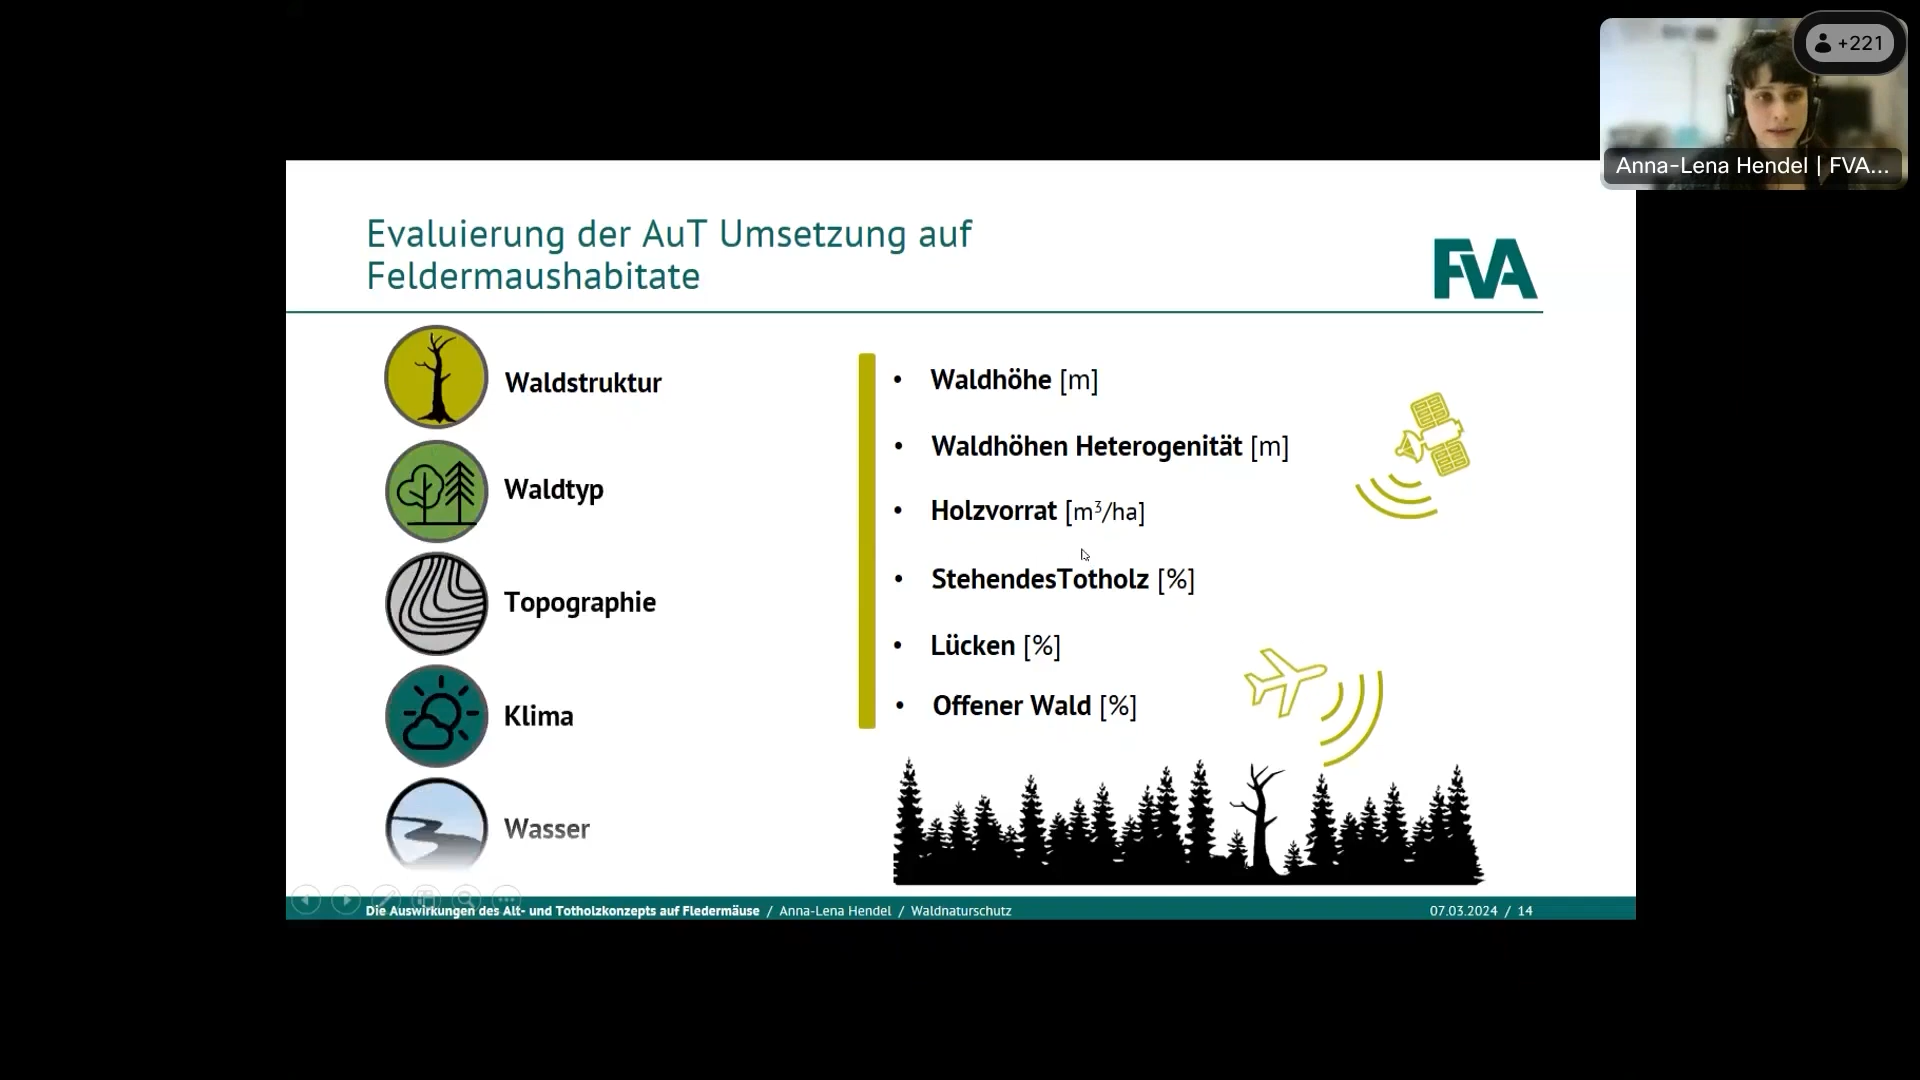 +221
Anna-Lena Hendel | FVA...
Evaluierung der AuT Umsetzung auf
Feldermaushabitate
FVA
Waldstruktur
Waldtyp
Topographie
Klima
Wasser
• Waldhöhe [m]
• Waldhöhen Heterogenität [m]
• Holzvorrat [m³/ha]
• StehendesTotholz [%]
• Lücken [%]
• Offener Wald [%]
Die Auswirkungen des Alt- und Totholzkonzepts auf Fledermäuse / Anna-Lena Hendel / Waldnaturschutz
07.03.2024 / 14